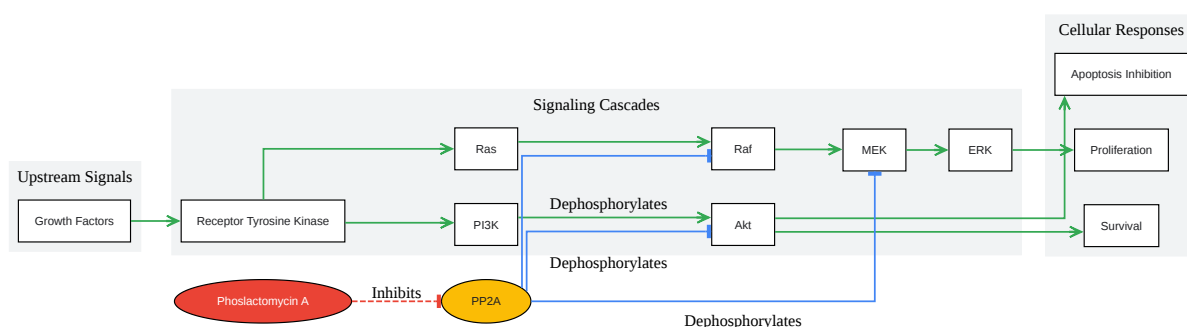 Cellular Responses
Apoptosis Inhibition
Signaling Cascades
Ras
Raf
MEK
ERK
Proliferation
Upstream Signals
Growth Factors
Receptor Tyrosine Kinase
PI3K
Dephosphorylates
Akt
Survival
Dephosphorylates
Phoslactomycin A
Inhibits
PP2A
Dephosphorylates